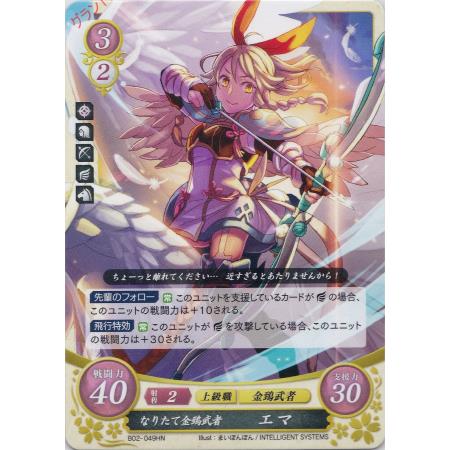 グラン
3
2
ちょーっと離れてください… 近すぎるとあたりませんから！
先輩のフォロー 常 このユニットを支援しているカードが の場合、
このユニットの戦闘力は＋10される。
飛行特効 常 このユニットが を攻撃している場合、このユニット
の戦闘力は＋30される。
戦闘力 40
射程 2
上級職 金鵄武者
支援力 30
なりたて金鵄武者 エマ
B02-049HN Illust：まいぽんぽん / INTELLIGENT SYSTEMS